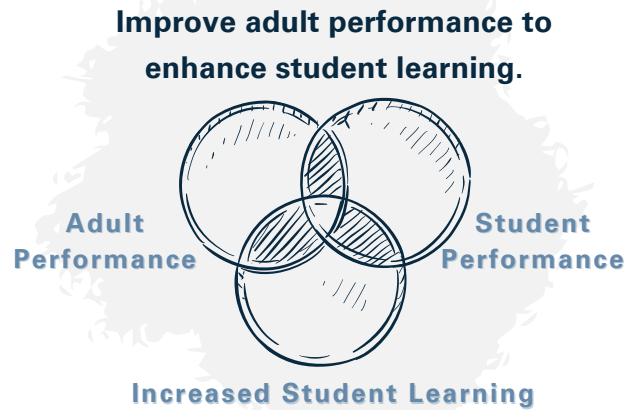 Improve adult performance to
enhance student learning.
Adult
Performance
Student
Performance
Increased Student Learning